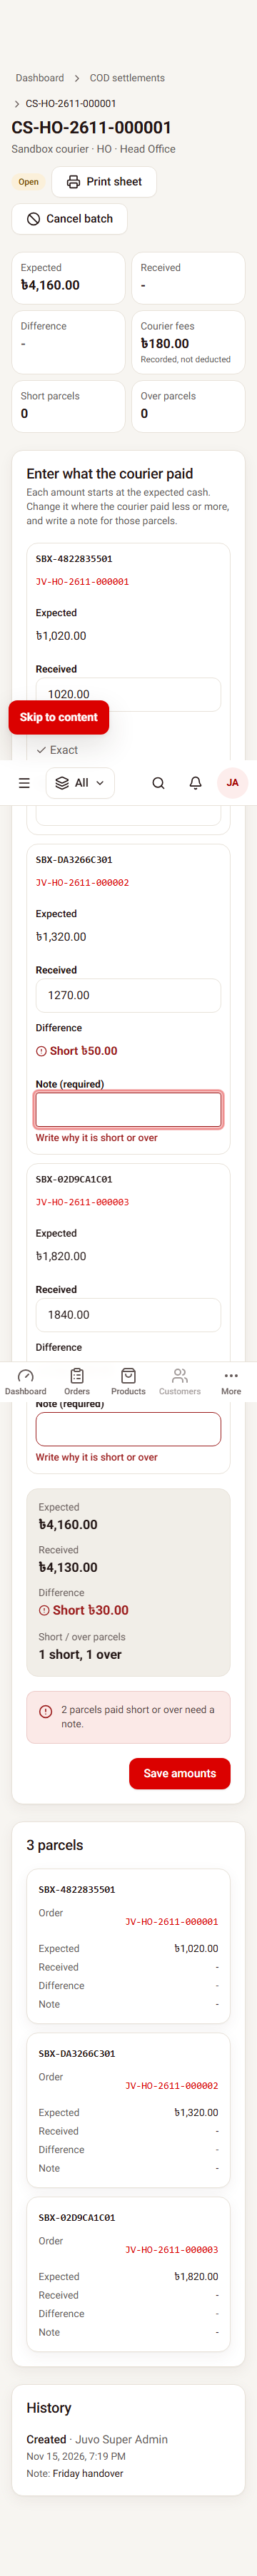 Dashboard > COD settlements
> CS-HO-2611-000001
CS-HO-2611-000001
Sandbox courier · HO · Head Office
Open
Print sheet
Cancel batch
Expected
৳4,160.00
Received
-
Difference
-
Courier fees
৳180.00
Recorded, not deducted
Short parcels
0
Over parcels
0
Enter what the courier paid
Each amount starts at the expected cash.
Change it where the courier paid less or more,
and write a note for those parcels.
SBX-4822835501
JV-HO-2611-000001
Expected
৳1,020.00
Received
1020.00
Skip to content
Exact
All
JA
SBX-DA3266C301
JV-HO-2611-000002
Expected
৳1,320.00
Received
1270.00
Difference
Short ৳50.00
Note (required)
Write why it is short or over
SBX-02D9CA1C01
JV-HO-2611-000003
Expected
৳1,820.00
Received
1840.00
Difference
Dashboard
Orders
Products
Customers
More
Note (required)
Write why it is short or over
Expected
৳4,160.00
Received
৳4,130.00
Difference
Short ৳30.00
Short / over parcels
1 short, 1 over
2 parcels paid short or over need a
note.
Save amounts
3 parcels
SBX-4822835501
Order
JV-HO-2611-000001
Expected ৳1,020.00
Received -
Difference -
Note -
SBX-DA3266C301
Order
JV-HO-2611-000002
Expected ৳1,320.00
Received -
Difference -
Note -
SBX-02D9CA1C01
Order
JV-HO-2611-000003
Expected ৳1,820.00
Received -
Difference -
Note -
History
Created · Juvo Super Admin
Nov 15, 2026, 7:19 PM
Note: Friday handover